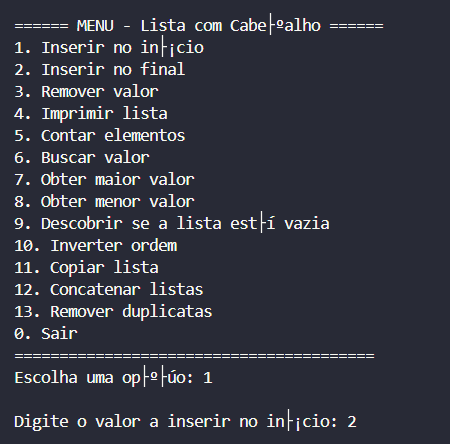 ====== MENU - Lista com Cabe├ºalho ======
1. Inserir no in├¡cio
2. Inserir no final
3. Remover valor
4. Imprimir lista
5. Contar elementos
6. Buscar valor
7. Obter maior valor
8. Obter menor valor
9. Descobrir se a lista est├í vazia
10. Inverter ordem
11. Copiar lista
12. Concatenar listas
13. Remover duplicatas
0. Sair
========================================
Escolha uma op├º├úo: 1
Digite o valor a inserir no in├¡cio: 2